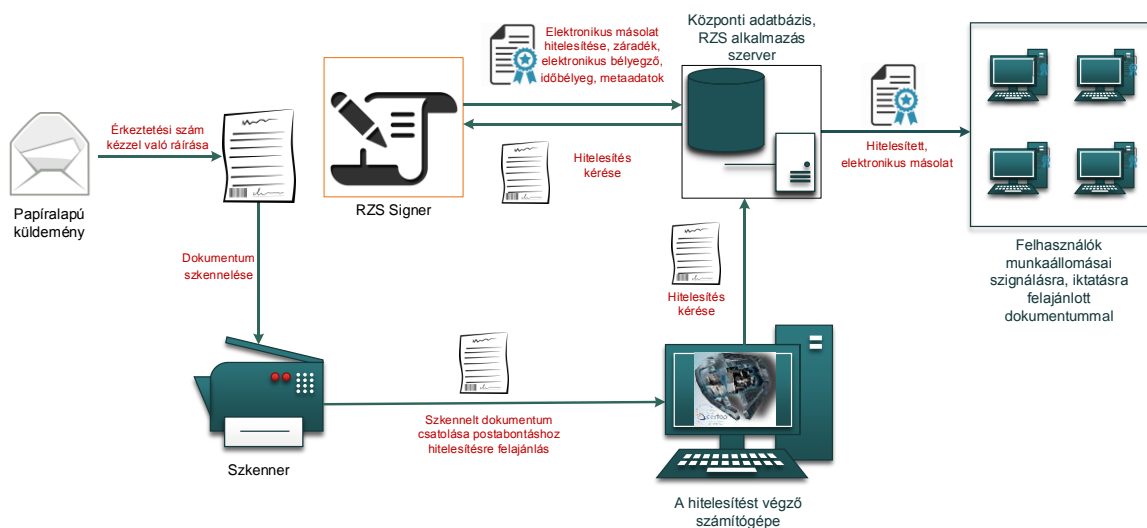 Központi adatbázis,
RZS alkalmazás
szerver
Elektronikus másolat
hitelesítése, záradék,
elektronikus bélyegző,
időbélyeg, metaadatok
Érkeztetési szám
kézzel való ráírása
Hitelesítés
kérése
Hitelesített,
elektronikus másolat
Papíralapú
küldemény
RZS Signer
Dokumentum
szkennelése
Hitelesítés
kérése
Felhasználók
munkaállomásai
szignálásra, iktatásra
felajánlott
dokumentummal
Szkennelt dokumentum
csatolása postabontáshoz
hitelesítésre felajánlás
Szkenner
A hitelesítést végző
számítógépe